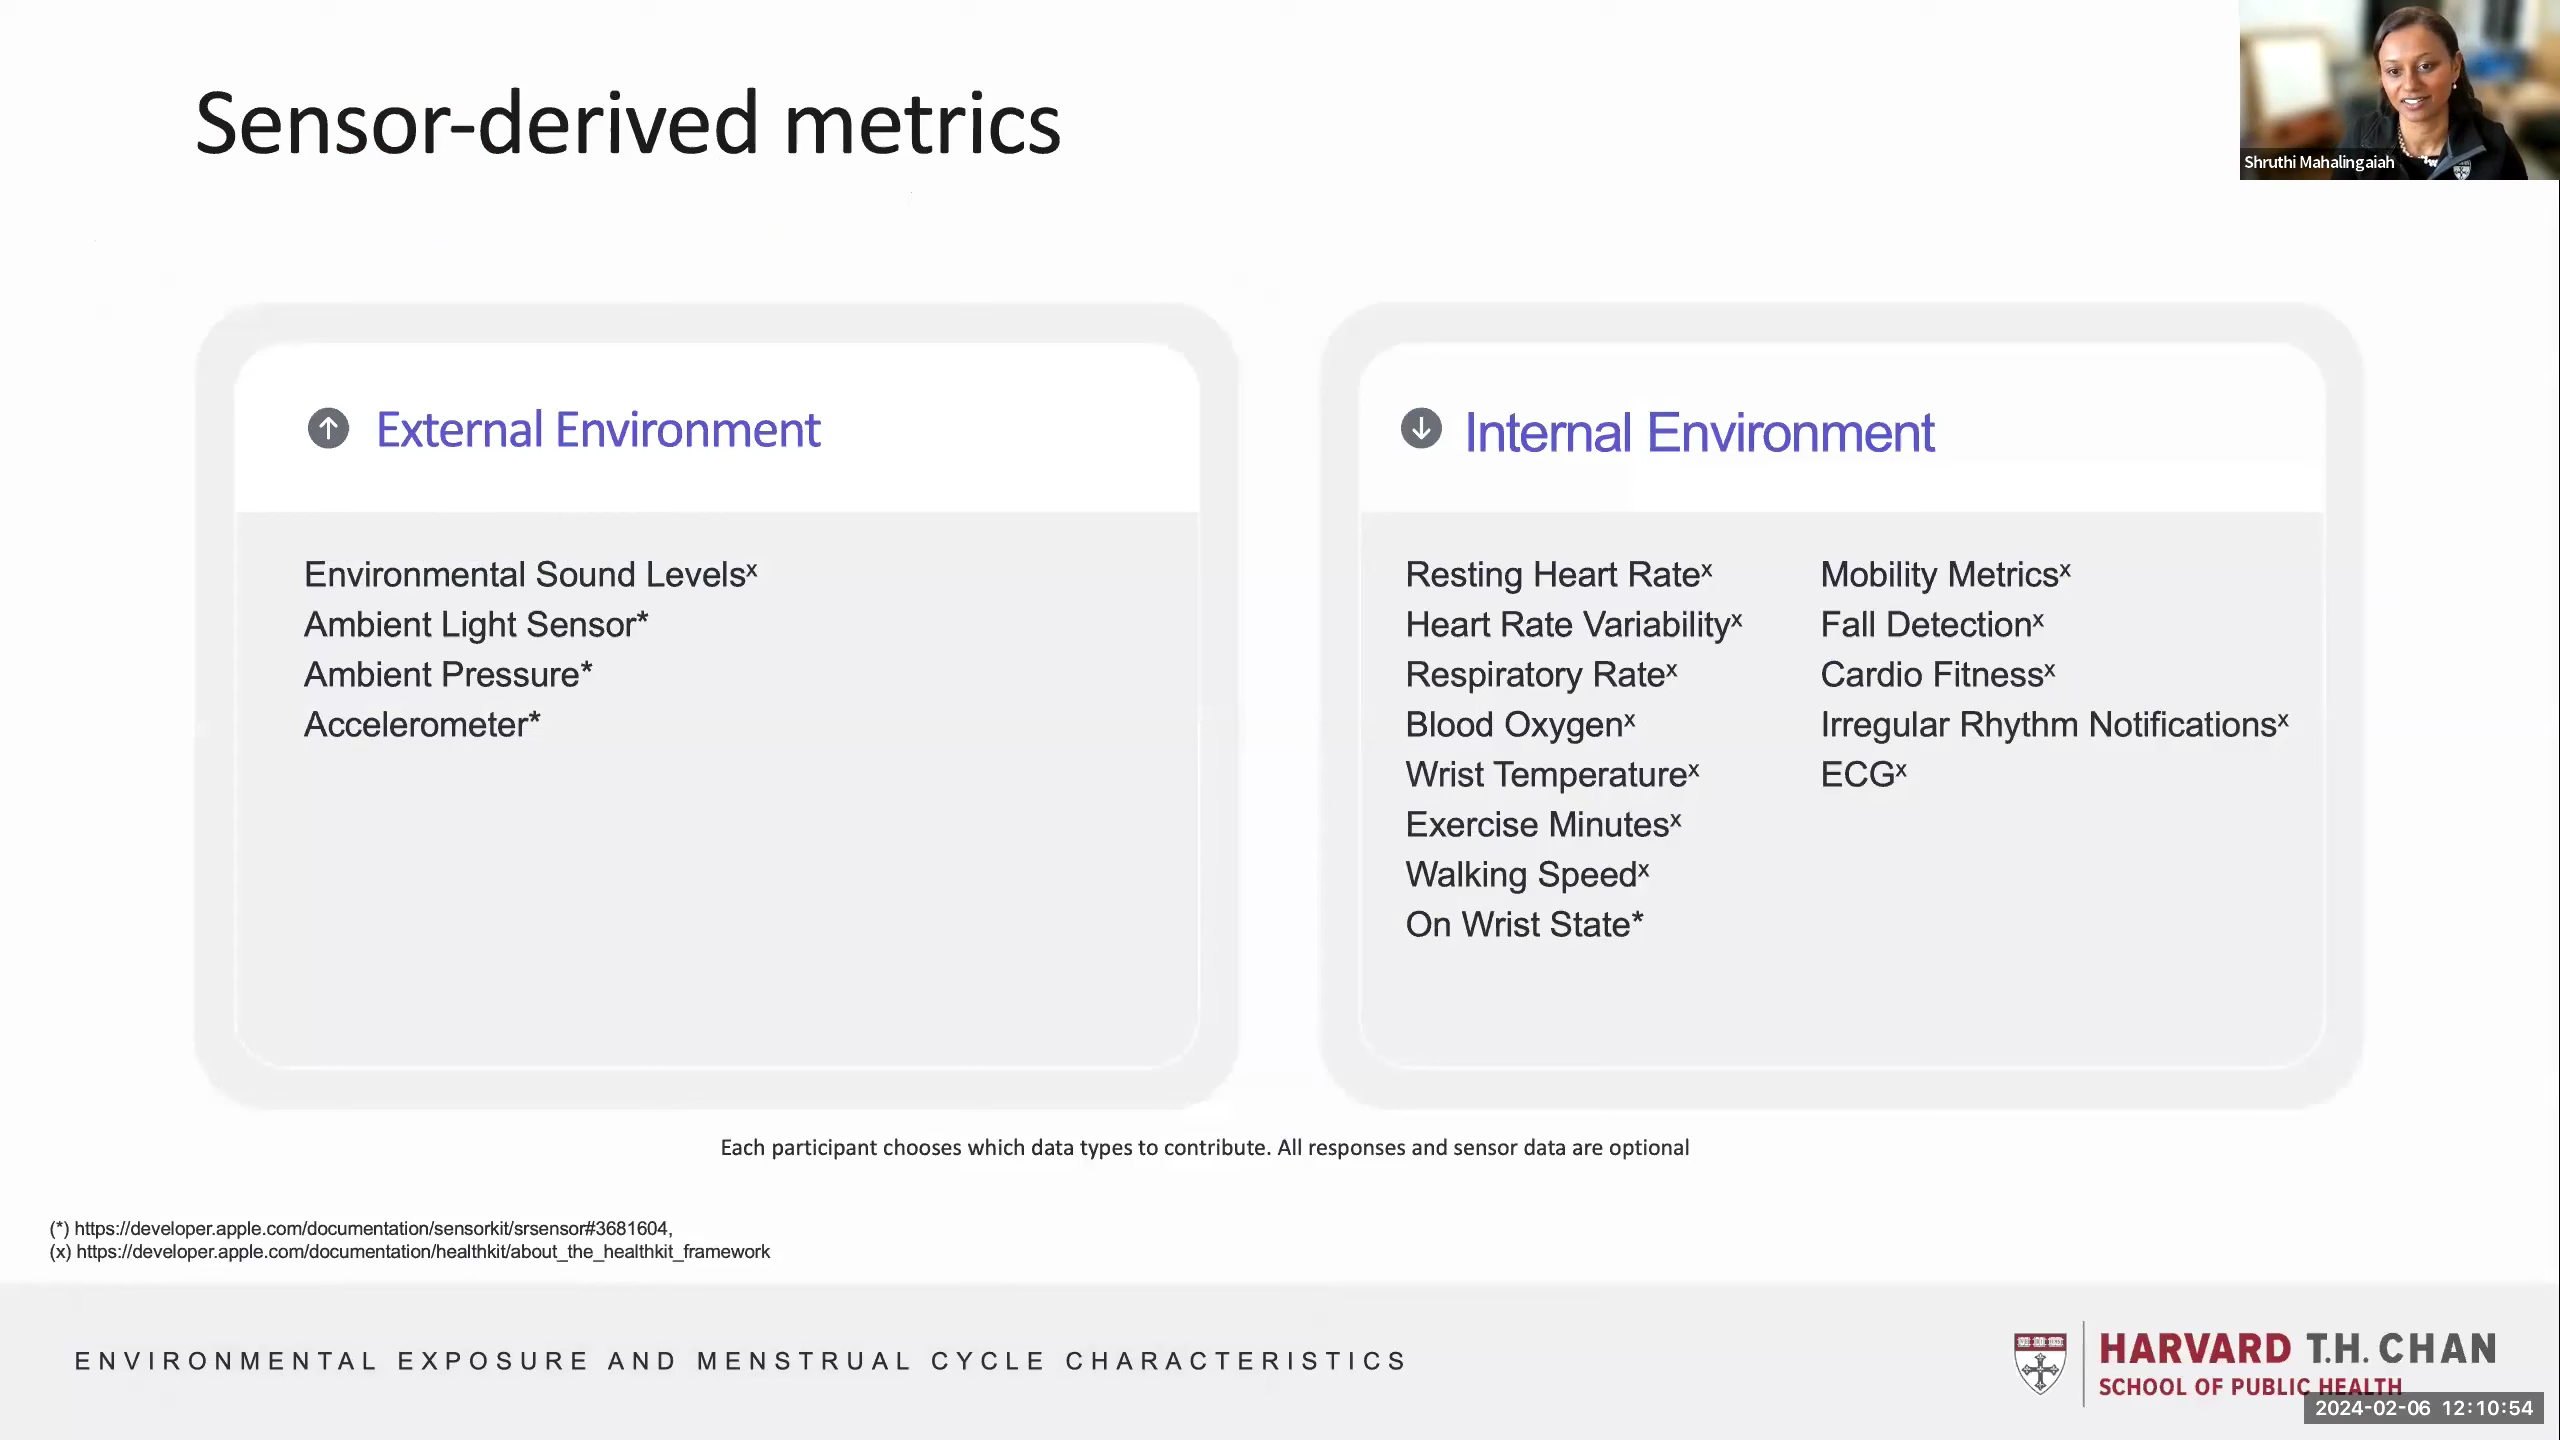 Sensor-derived metrics
Shruthi Mahalingaiah
External Environment
Environmental Sound Levelsˣ
Ambient Light Sensor*
Ambient Pressure*
Accelerometer*
Internal Environment
Resting Heart Rateˣ
Heart Rate Variabilityˣ
Respiratory Rateˣ
Blood Oxygenˣ
Wrist Temperatureˣ
Exercise Minutesˣ
Walking Speedˣ
On Wrist State*
Mobility Metricsˣ
Fall Detectionˣ
Cardio Fitnessˣ
Irregular Rhythm Notificationsˣ
ECGˣ
Each participant chooses which data types to contribute. All responses and sensor data are optional
(*) https://developer.apple.com/documentation/sensorkit/srsensor#3681604,
(x) https://developer.apple.com/documentation/healthkit/about_the_healthkit_framework
ENVIRONMENTAL EXPOSURE AND MENSTRUAL CYCLE CHARACTERISTICS
HARVARD T.H. CHAN
SCHOOL OF PUBLIC HEALTH
2024-02-06 12:10:54